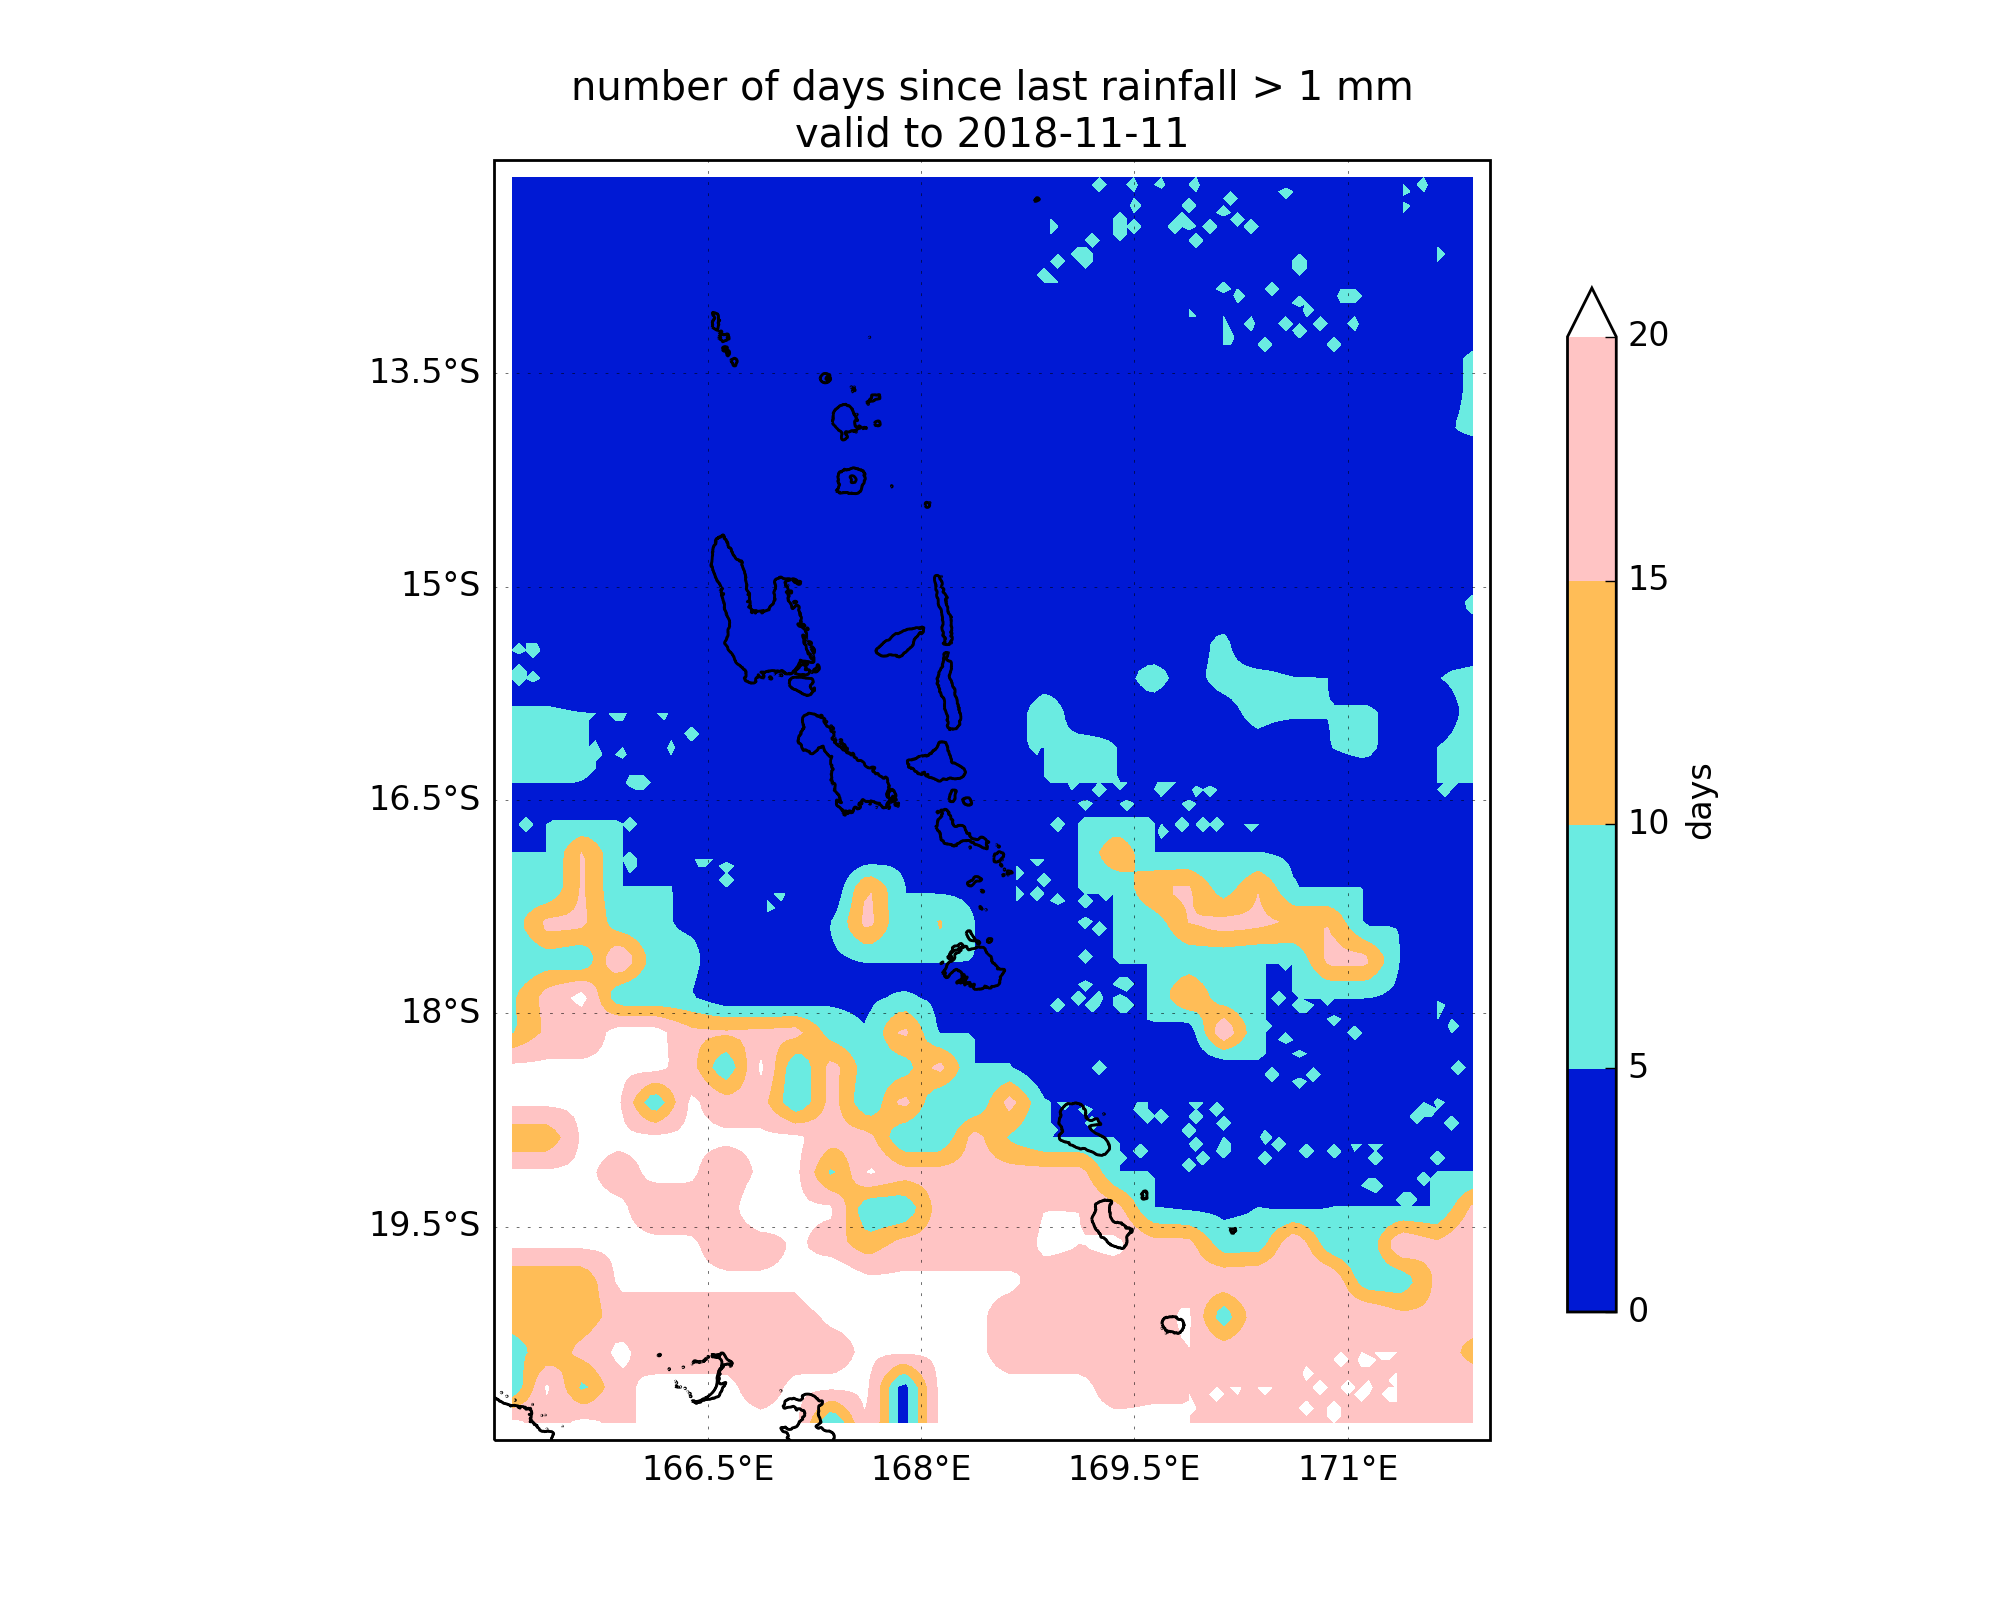 number of days since last rainfall > 1 mm
valid to 2018-11-11
13.5°S
15°S
16.5°S
18°S
19.5°S
166.5°E
168°E
169.5°E
171°E
20
15
10
5
0
days